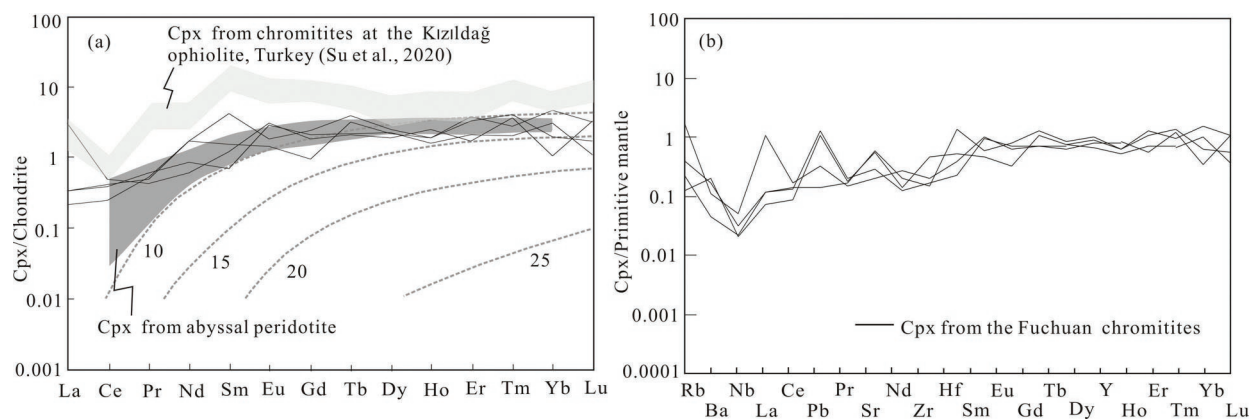 100
10
1
0.1
0.01
0.001
Cpx/Chondrite
(a)
Cpx from chromitites at the Kızıldağ
ophiolite, Turkey (Su et al., 2020)
10
15
20
25
Cpx from abyssal peridotite
La Ce Pr Nd Sm Eu Gd Tb Dy Ho Er Tm Yb Lu
100
10
1
0.1
0.01
0.0001
Cpx/Primitive mantle
(b)
Cpx from the Fuchuan chromitites
Rb Nb Ce Pr Nd Hf Eu Tb Y Er Yb
Ba La Pb Sr Zr Sm Gd Dy Ho Tm Lu